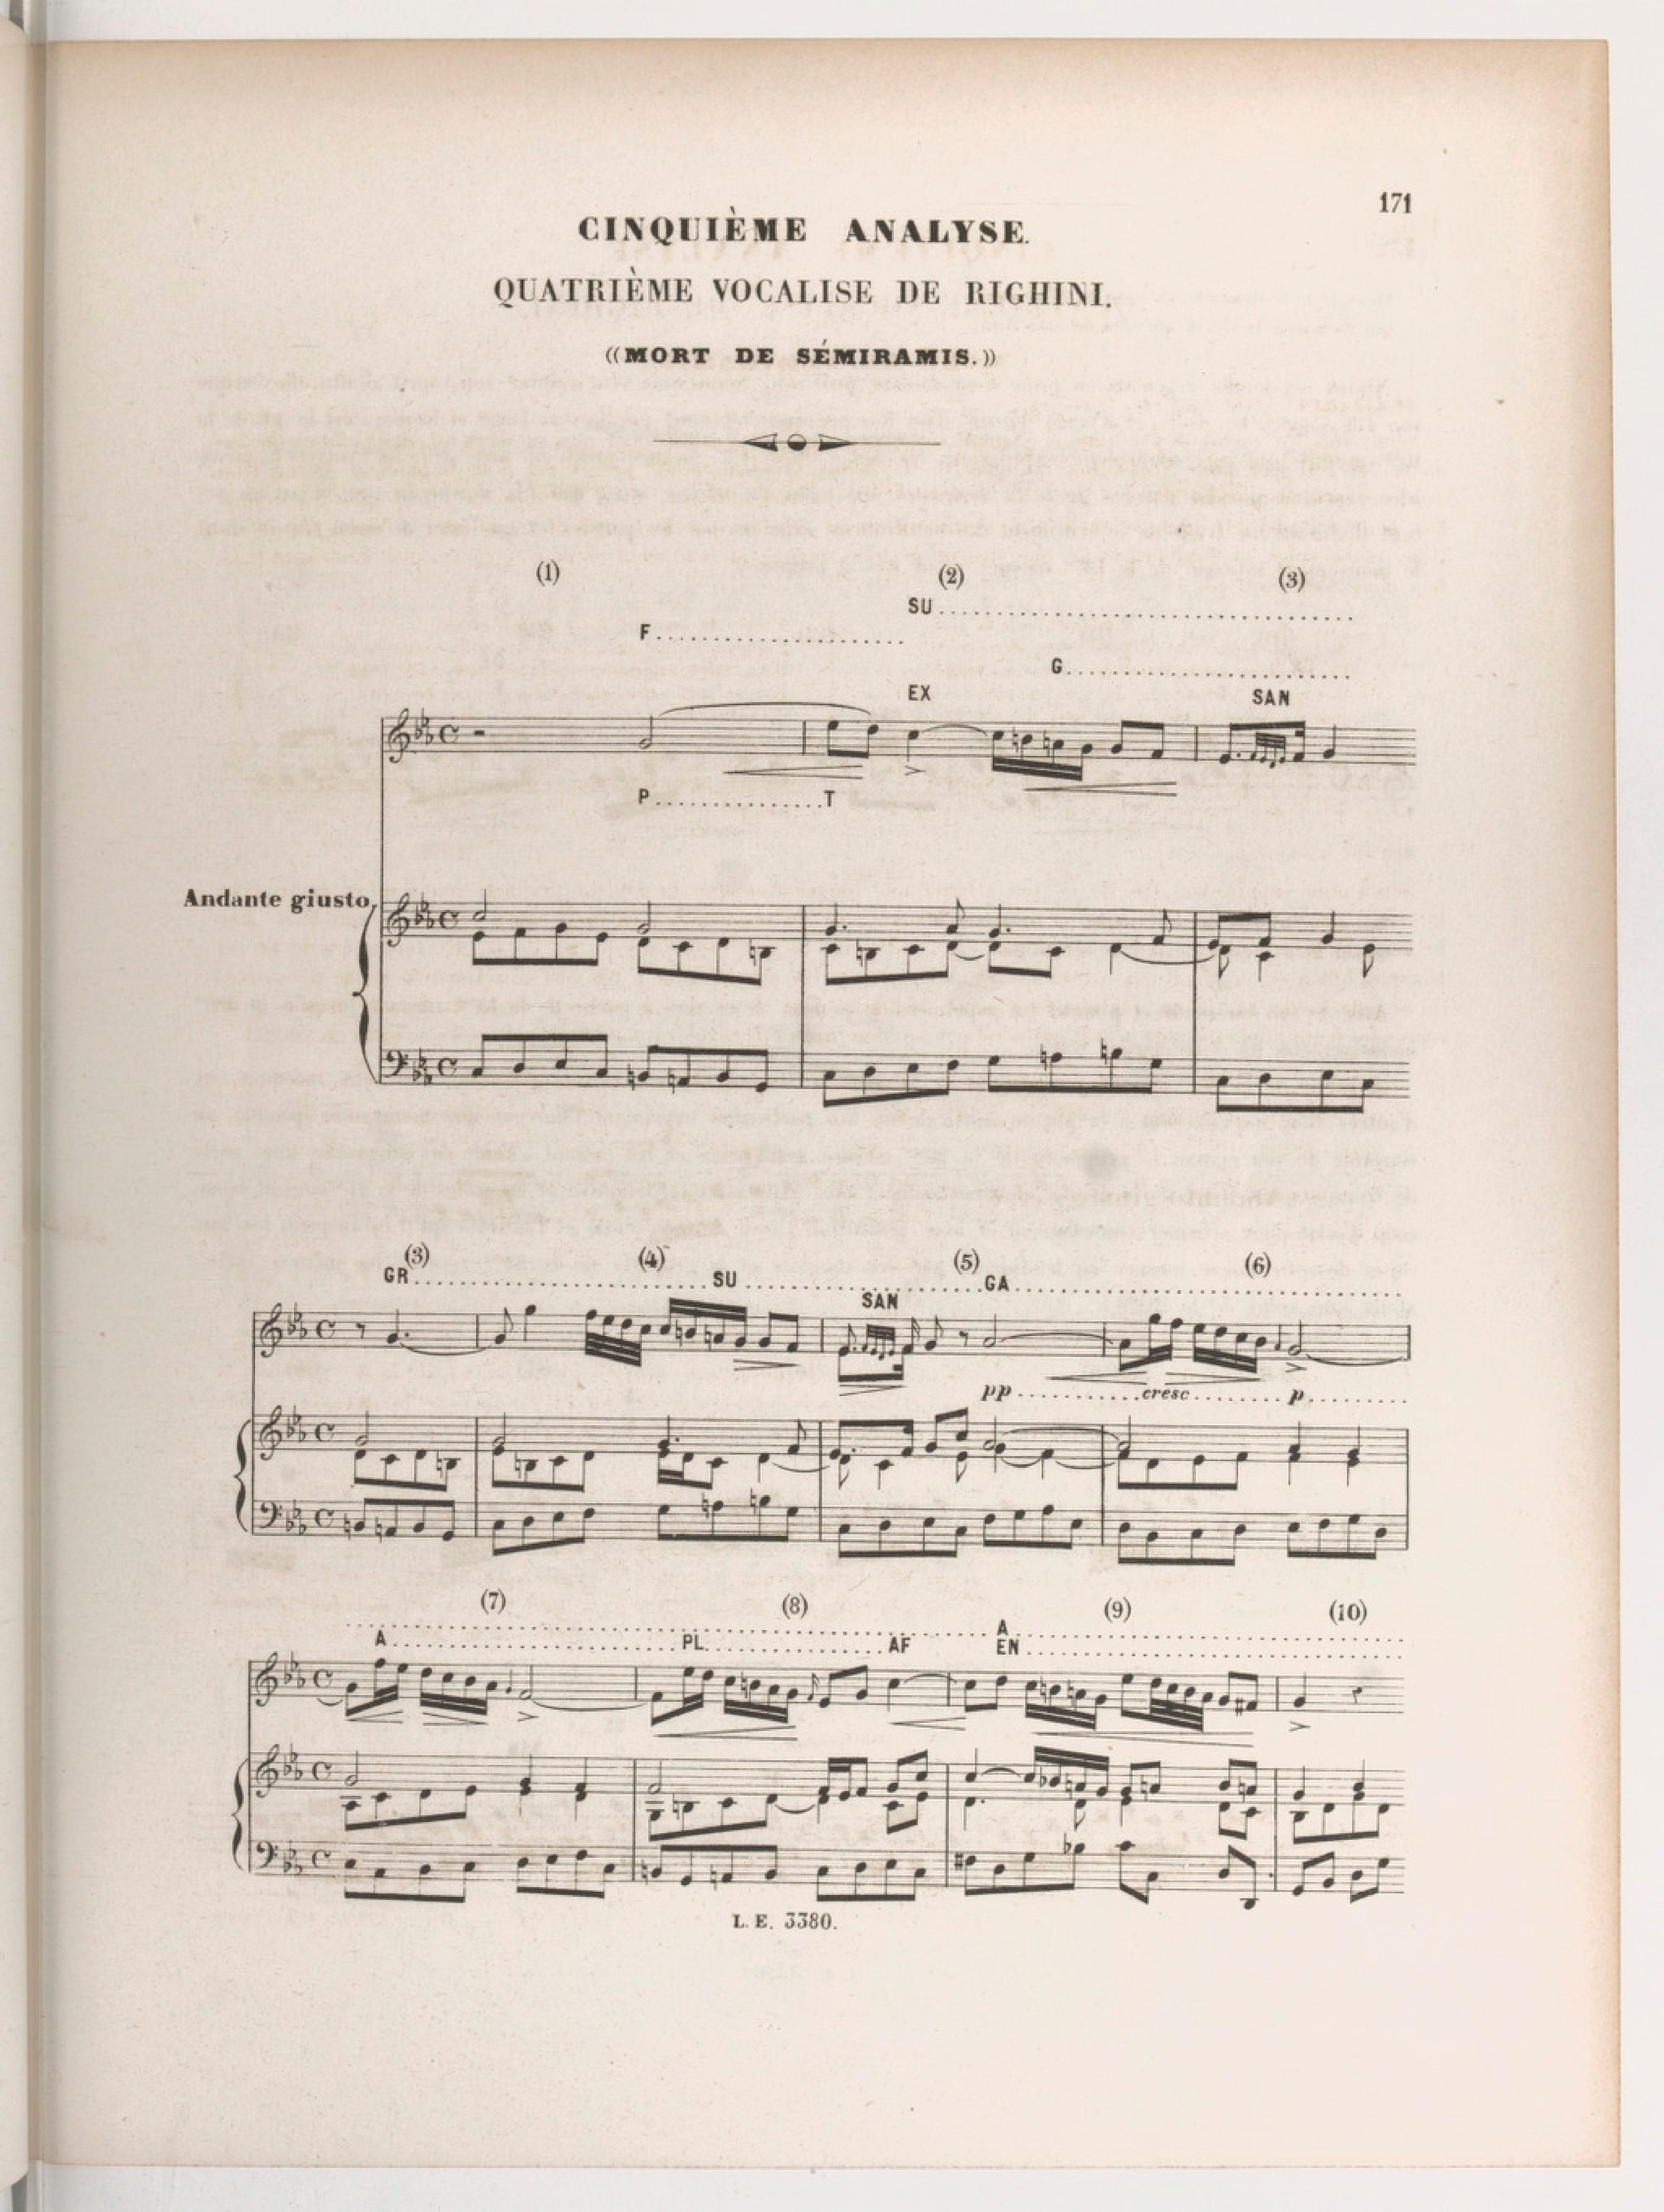 171
CINQUIÈME ANALYSE.
QUATRIÈME VOCALISE DE RIGHINI.
((MORT DE SÉMIRAMIS.))
(1) (2) (3)
SU
F
G
EX SAN
P T
Andante giusto
(3) (4) (5) (6)
GR SU GA
SAN
pp cresc p
(7) (8) (9) (10)
A
A PL AF EN
L. E. 3380.